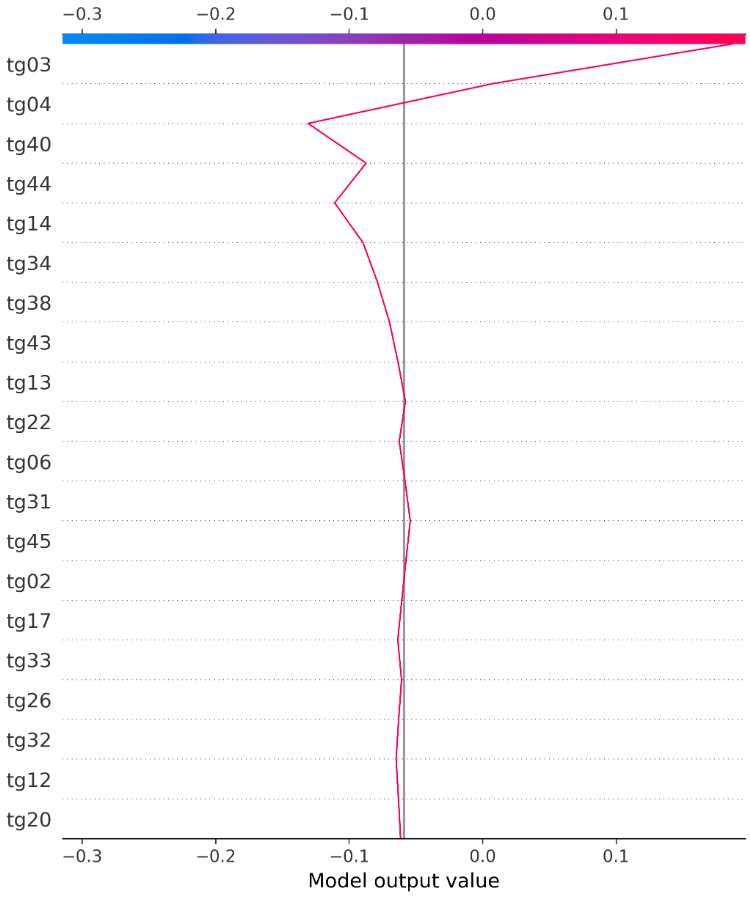 −0.3 −0.2 −0.1 0.0 0.1
tg03
tg04
tg40
tg44
tg14
tg34
tg38
tg43
tg13
tg22
tg06
tg31
tg45
tg02
tg17
tg33
tg26
tg32
tg12
tg20
−0.3 −0.2 −0.1 0.0 0.1
Model output value